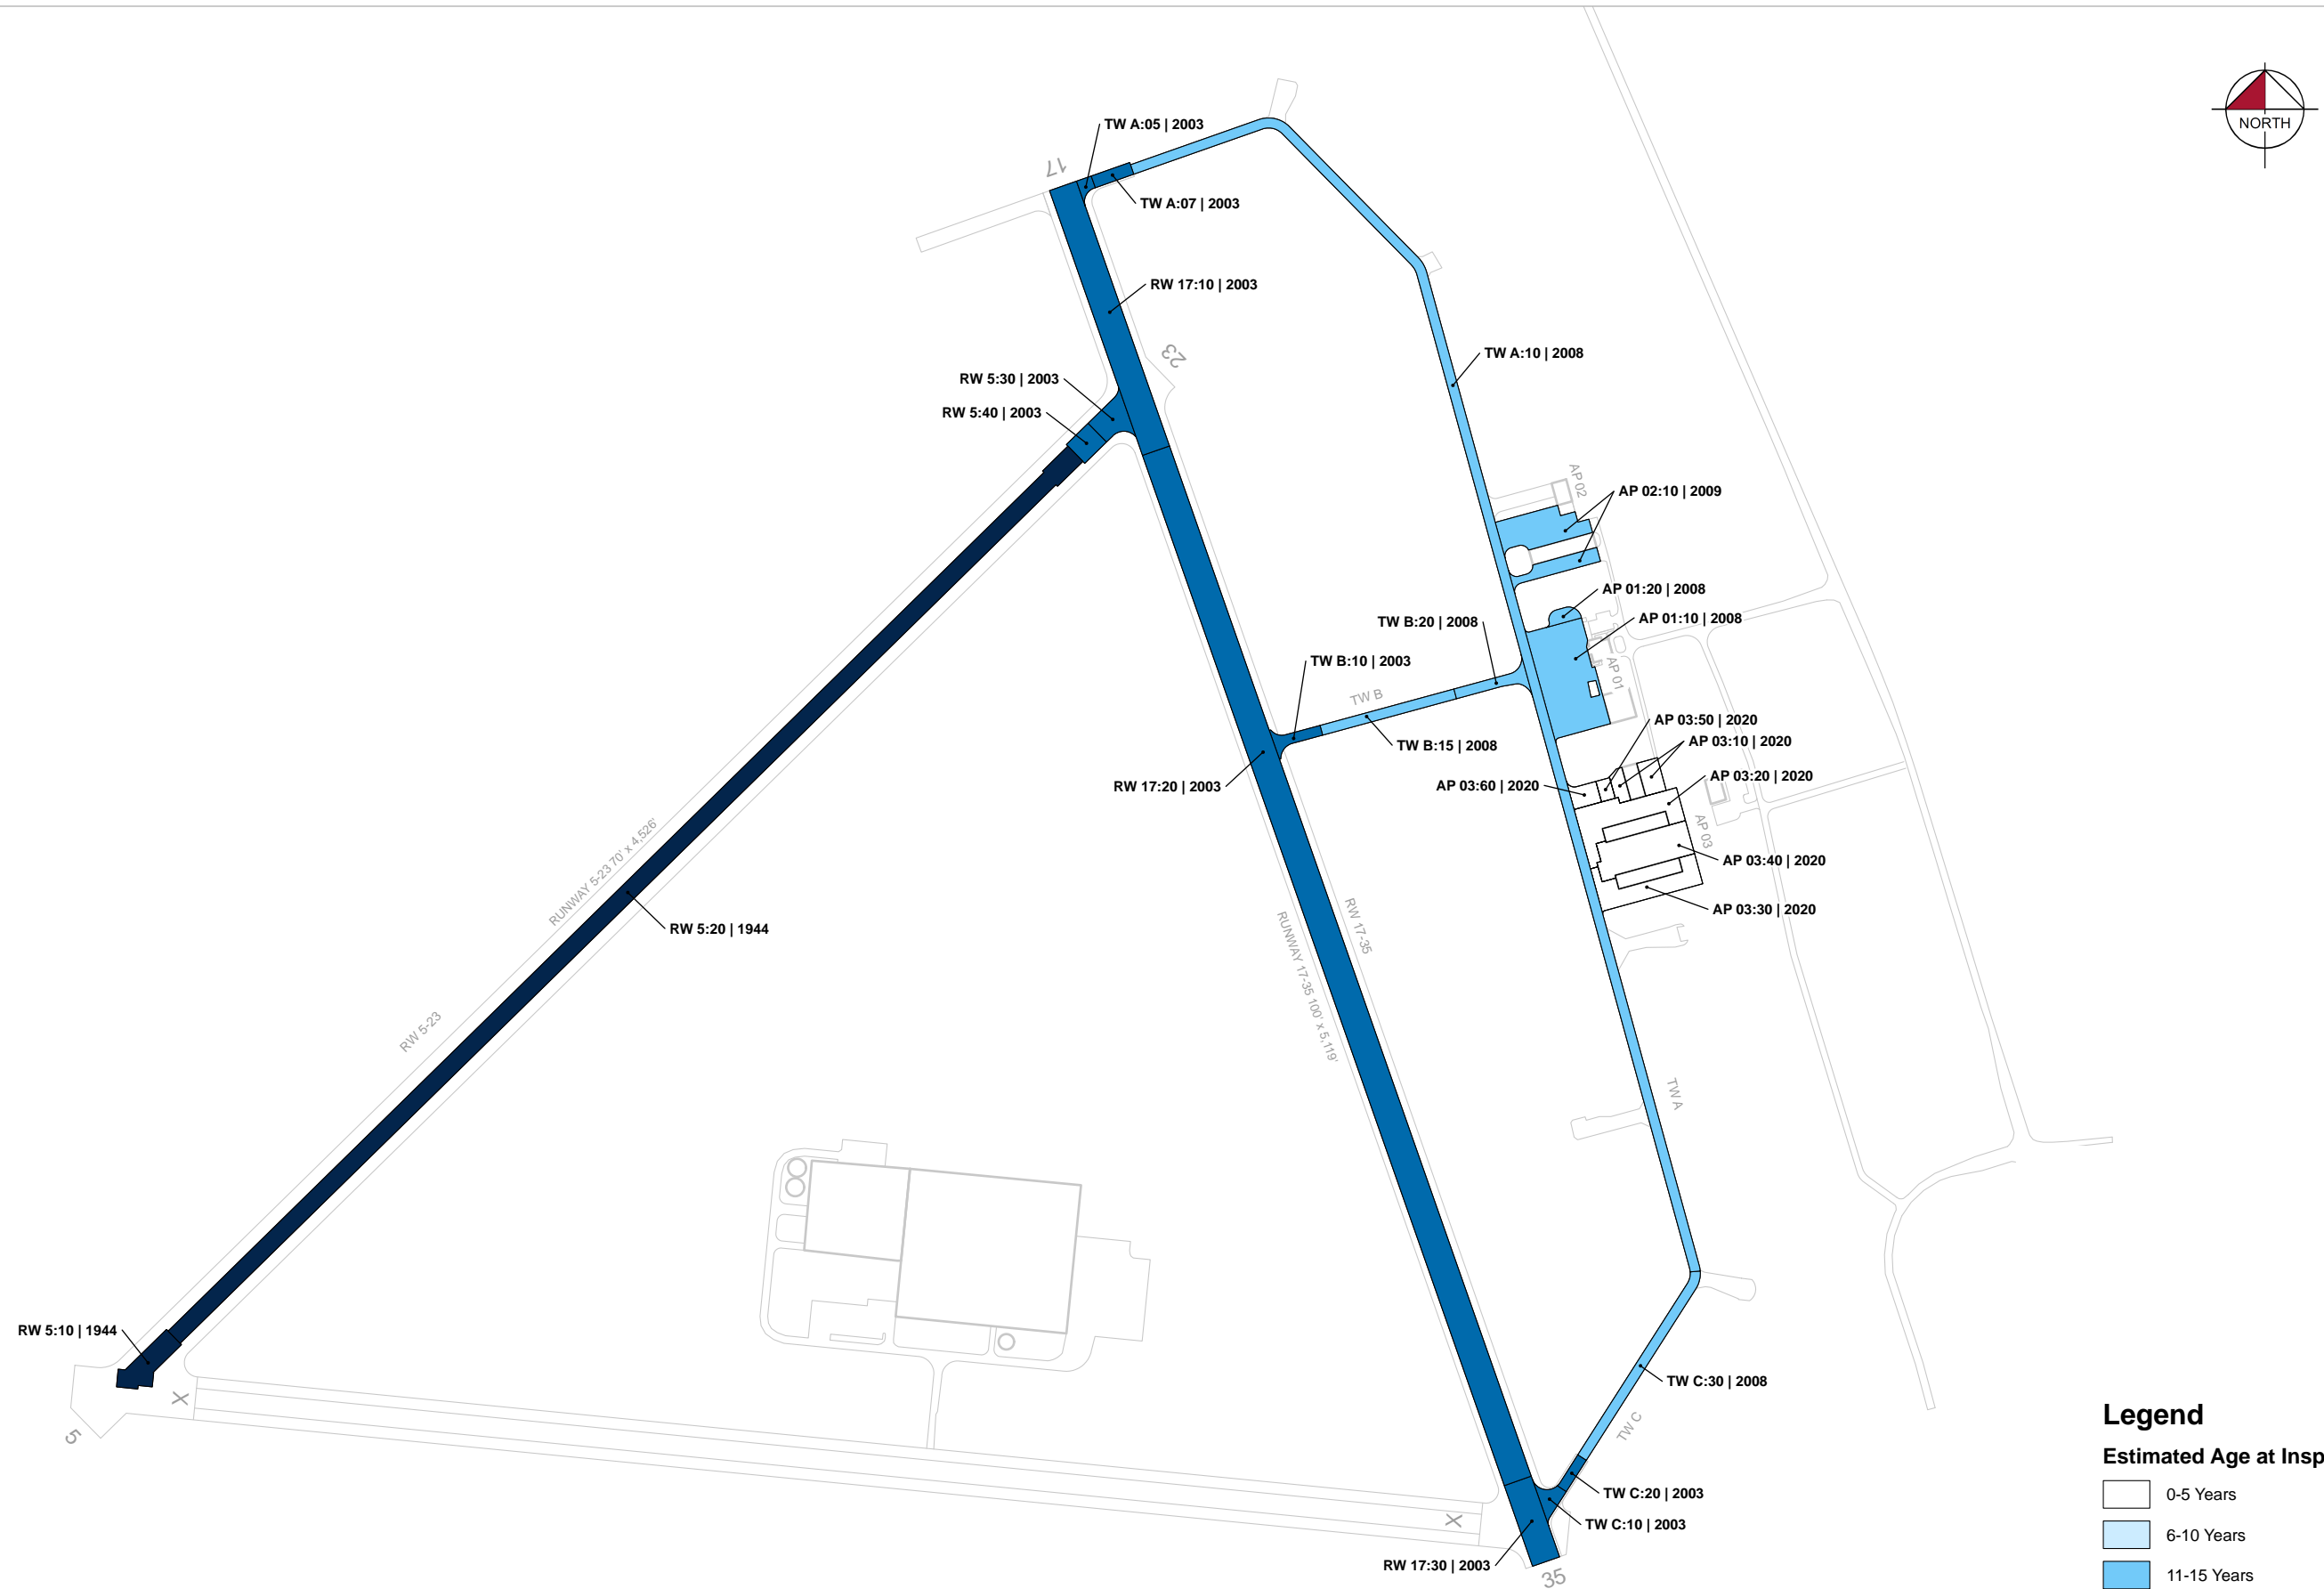 NORTH
TW A:05 | 2003
17
TW A:07 | 2003
RW 17:10 | 2003
23
TW A:10 | 2008
RW 5:30 | 2003
RW 5:40 | 2003
AP 02
AP 02:10 | 2009
AP 01:20 | 2008
AP 01:10 | 2008
TW B:20 | 2008
TW B:10 | 2003
AP 01
TW B
AP 03:50 | 2020
AP 03:10 | 2020
TW B:15 | 2008
AP 03:20 | 2020
RW 17:20 | 2003
AP 03:60 | 2020
AP 03
AP 03:40 | 2020
RUNWAY 5-23 70' x 4,526'
AP 03:30 | 2020
RW 5:20 | 1944
RW 17-35
RUNWAY 17-35 100' x 5,119'
RW 5-23
TW A
RW 5:10 | 1944
TW C:30 | 2008
X
TW C
5
TW C:20 | 2003
X
TW C:10 | 2003
RW 17:30 | 2003
35
Legend
Estimated Age at Insp
0-5 Years
6-10 Years
11-15 Years